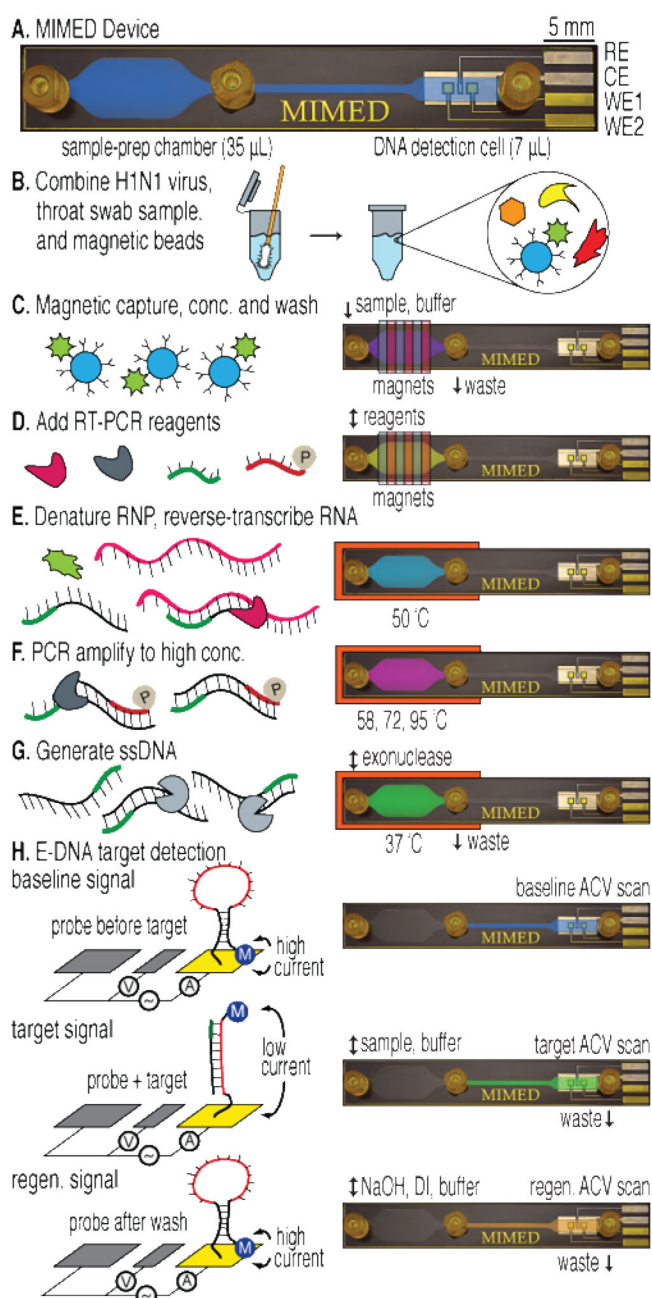 A. MIMED Device
5 mm
RE
CE
WE1
WE2
MIMED
sample-prep chamber (35 µL)
DNA detection cell (7 µL)
B. Combine H1N1 virus,
throat swab sample.
and magnetic beads
C. Magnetic capture, conc. and wash
↓ sample, buffer
MIMED
magnets
↓ waste
D. Add RT-PCR reagents
P
↕ reagents
MIMED
magnets
E. Denature RNP, reverse-transcribe RNA
MIMED
50 °C
F. PCR amplify to high conc.
P
P
MIMED
58, 72, 95 °C
G. Generate ssDNA
↕ exonuclease
MIMED
37 °C
↓ waste
H. E-DNA target detection
baseline signal
probe before target
M
high
current
V
~
A
baseline ACV scan
MIMED
target signal
probe + target
M
low
current
V
~
A
↕ sample, buffer
target ACV scan
MIMED
waste ↓
regen. signal
probe after wash
M
high
current
V
~
A
↕ NaOH, DI, buffer
regen. ACV scan
MIMED
waste ↓